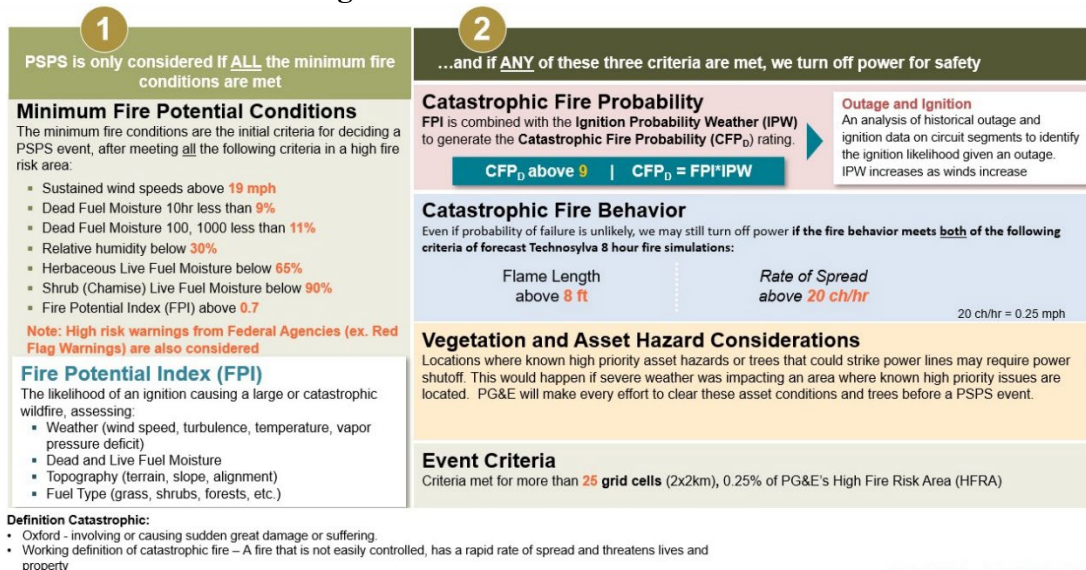 1
PSPS is only considered If ALL the minimum fire
conditions are met
Minimum Fire Potential Conditions
The minimum fire conditions are the initial criteria for deciding a
PSPS event, after meeting all the following criteria in a high fire
risk area:
▪ Sustained wind speeds above 19 mph
▪ Dead Fuel Moisture 10hr less than 9%
▪ Dead Fuel Moisture 100, 1000 less than 11%
▪ Relative humidity below 30%
▪ Herbaceous Live Fuel Moisture below 65%
▪ Shrub (Chamise) Live Fuel Moisture below 90%
▪ Fire Potential Index (FPI) above 0.7
Note: High risk warnings from Federal Agencies (ex. Red
Flag Warnings) are also considered
Fire Potential Index (FPI)
The likelihood of an ignition causing a large or catastrophic
wildfire, assessing:
▪ Weather (wind speed, turbulence, temperature, vapor
pressure deficit)
▪ Dead and Live Fuel Moisture
▪ Topography (terrain, slope, alignment)
▪ Fuel Type (grass, shrubs, forests, etc.)
2
...and if ANY of these three criteria are met, we turn off power for safety
Catastrophic Fire Probability
FPI is combined with the Ignition Probability Weather (IPW)
to generate the Catastrophic Fire Probability (CFPD) rating.
CFPD above 9 | CFPD = FPI*IPW
Outage and Ignition
An analysis of historical outage and
ignition data on circuit segments to identify
the ignition likelihood given an outage.
IPW increases as winds increase
Catastrophic Fire Behavior
Even if probability of failure is unlikely, we may still turn off power if the fire behavior meets both of the following
criteria of forecast Technosylva 8 hour fire simulations:
Flame Length
above 8 ft
Rate of Spread
above 20 ch/hr
20 ch/hr = 0.25 mph
Vegetation and Asset Hazard Considerations
Locations where known high priority asset hazards or trees that could strike power lines may require power
shutoff. This would happen if severe weather was impacting an area where known high priority issues are
located. PG&E will make every effort to clear these asset conditions and trees before a PSPS event.
Event Criteria
Criteria met for more than 25 grid cells (2x2km), 0.25% of PG&E's High Fire Risk Area (HFRA)
Definition Catastrophic:
• Oxford - involving or causing sudden great damage or suffering.
• Working definition of catastrophic fire – A fire that is not easily controlled, has a rapid rate of spread and threatens lives and
property